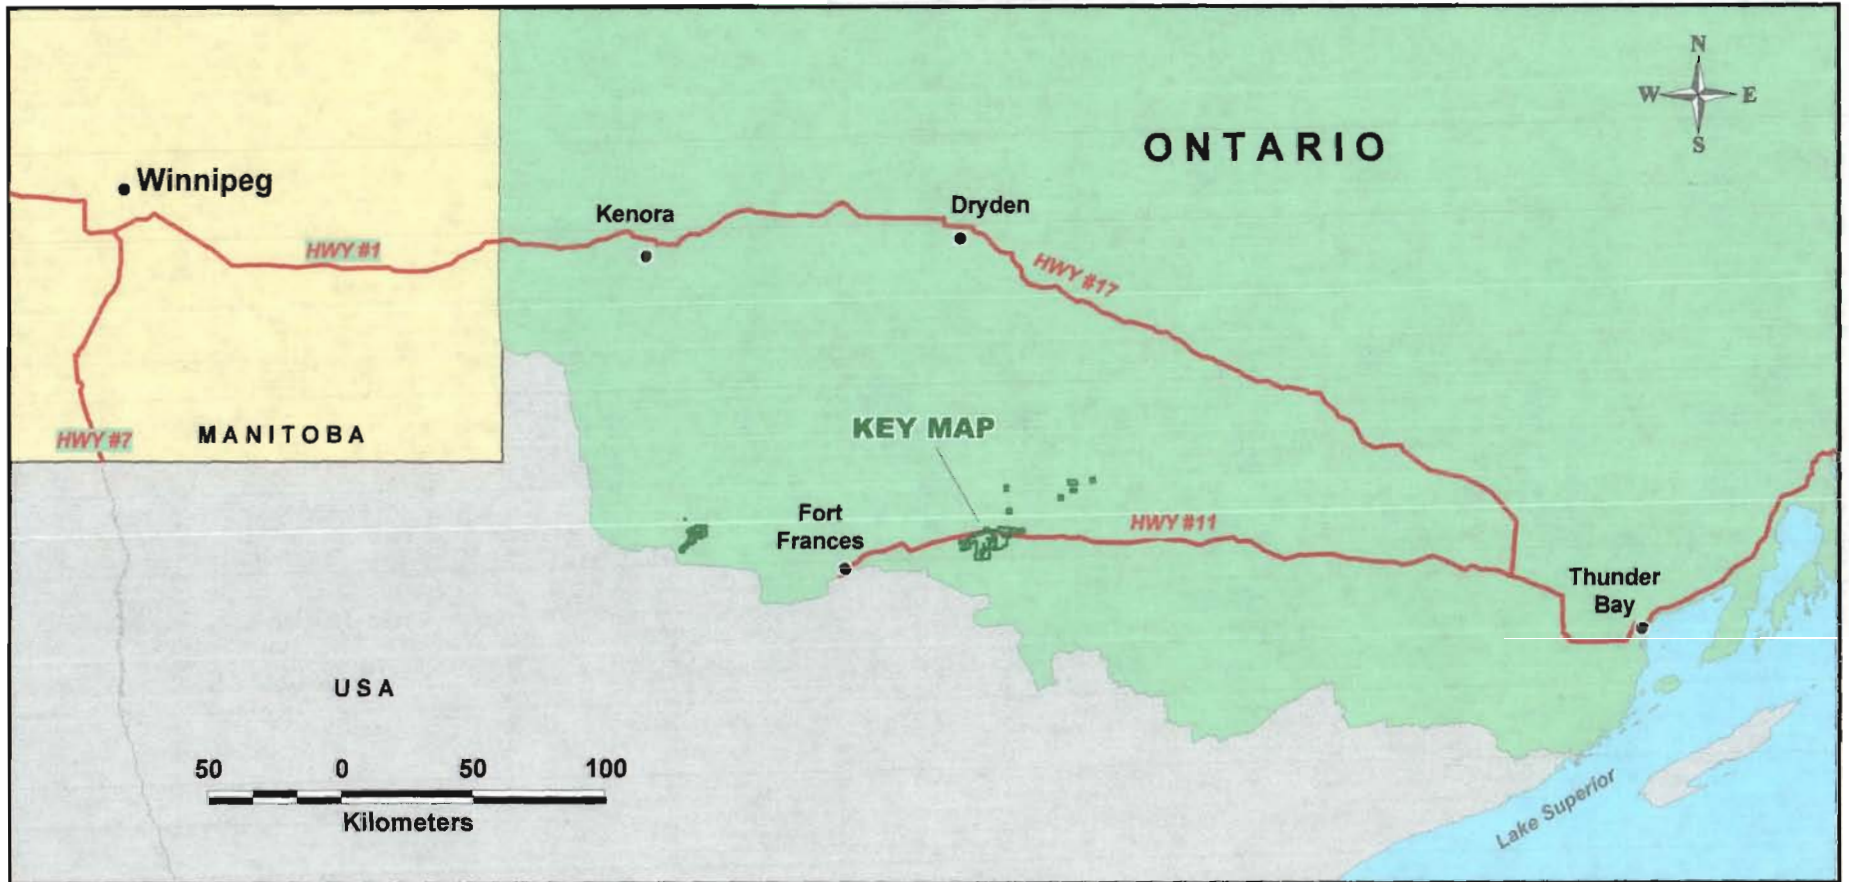 N
W E
S
ONTARIO
Winnipeg
Kenora
Dryden
HWY #1
HWY #17
KEY MAP
HWY #7
MANITOBA
Fort
Frances
HWY #11
Thunder
Bay
USA
50 0 50 100
Kilometers
Lake Superior